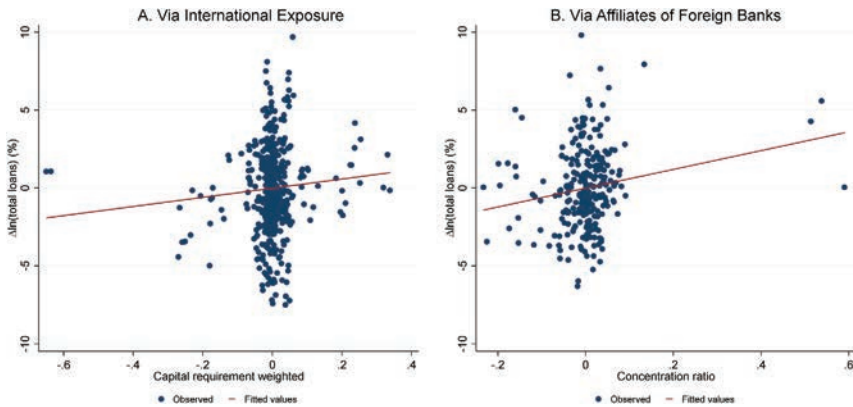 A. Via International Exposure
10
5
0
-5
-10
Δln(total loans) (%)
-.6
-.4
-.2
0
.2
.4
Capital requirement weighted
Observed
Fitted values
B. Via Affiliates of Foreign Banks
10
5
0
-5
-10
Δln(total loans) (%)
-.2
0
.2
.4
.6
Concentration ratio
Observed
Fitted values